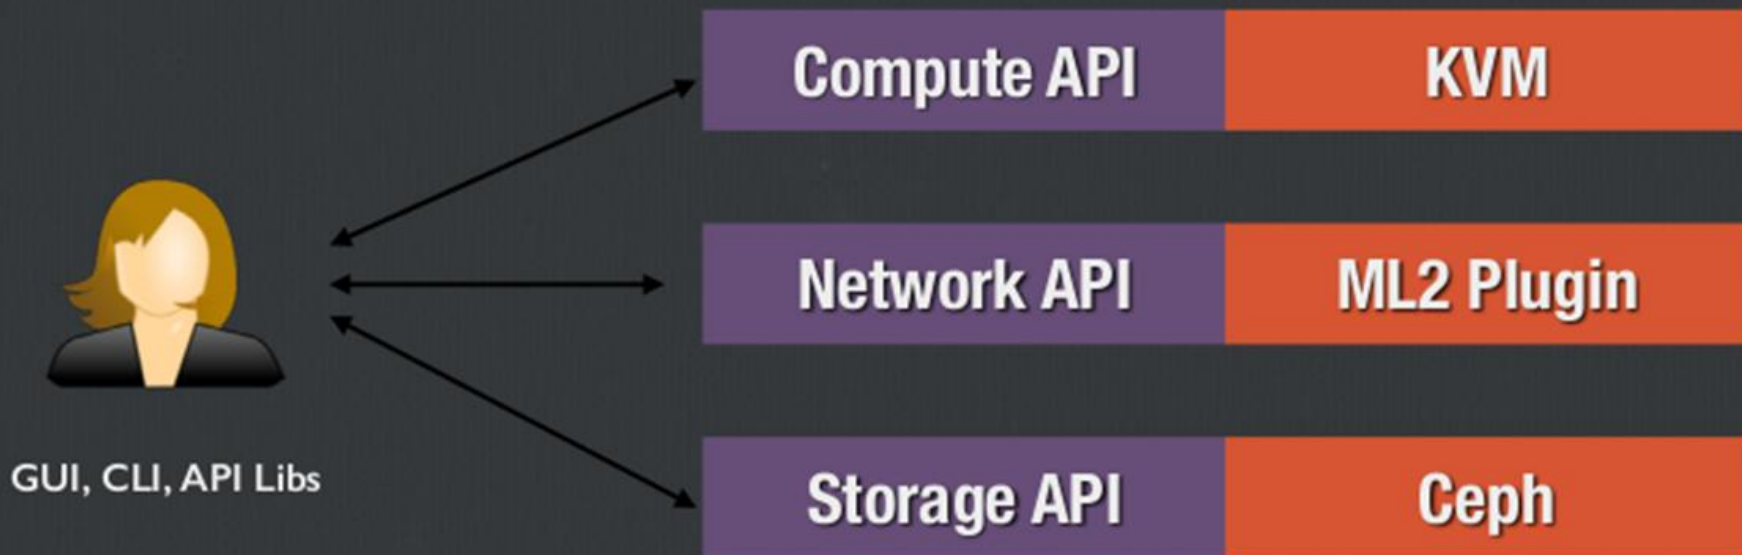 Compute API
KVM
Network API
ML2 Plugin
GUI, CLI, API Libs
Storage API
Ceph